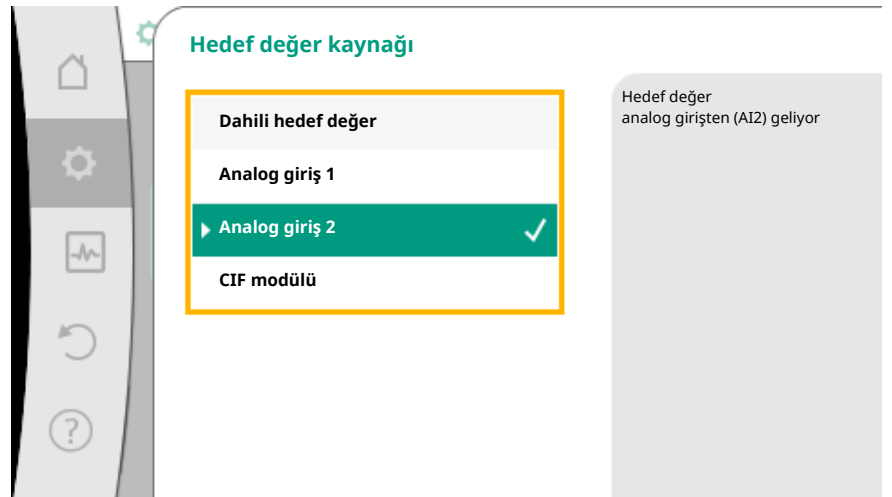 Hedef değer kaynağı
Dahili hedef değer
Analog giriş 1
Analog giriş 2
CIF modülü
Hedef değer
analog girişten (AI2) geliyor
?